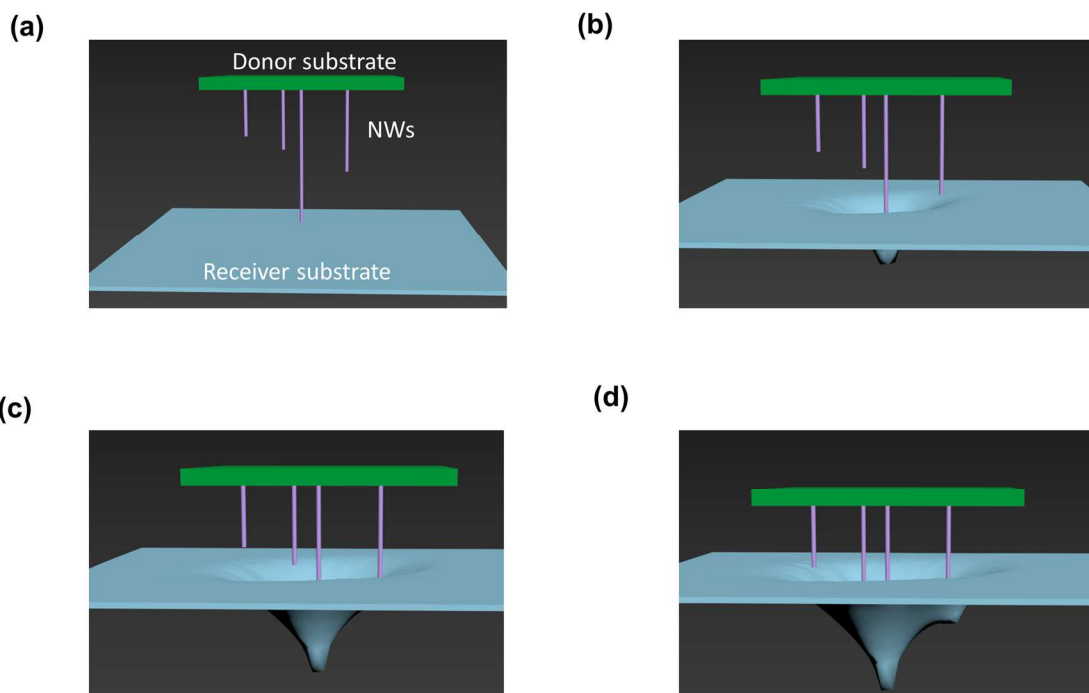 (a)
Donor substrate
NWs
Receiver substrate
(b)
(c)
(d)